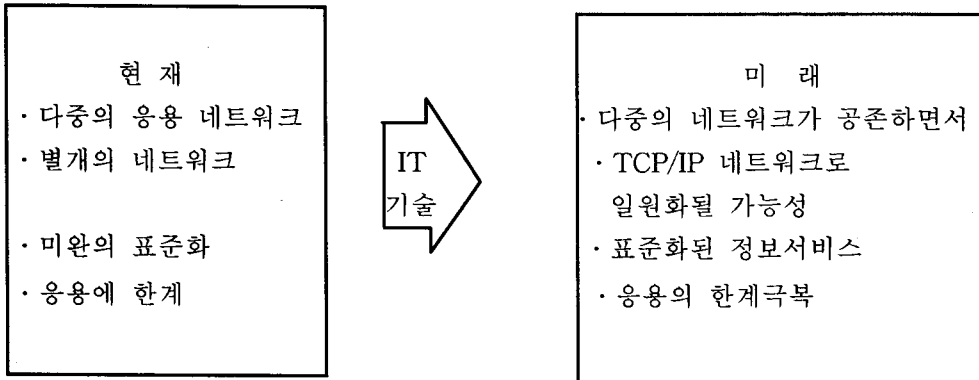 현 재
· 다중의 응용 네트워크
· 별개의 네트워크
· 미완의 표준화
· 응용에 한계
IT
기술
미 래
· 다중의 네트워크가 공존하면서
· TCP/IP 네트워크로
일원화될 가능성
· 표준화된 정보서비스
· 응용의 한계극복